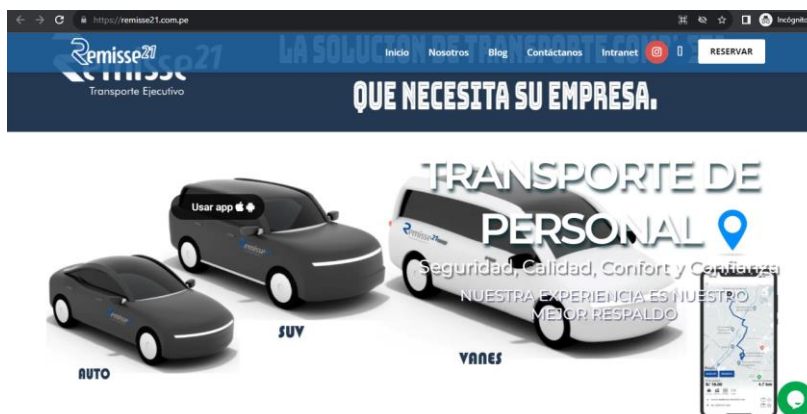 https://remisse21.com.pe
Incógnito
Remisse21
Inicio Nosotros Blog Contáctanos Intranet RESERVAR
Transporte Ejecutivo
QUE NECESITA SU EMPRESA.
TRANSPORTE DE
PERSONAL
Seguridad, Calidad, Confort y Confianza
NUESTRA EXPERIENCIA ES NUESTRO
MEJOR RESPALDO
Usar app
Remisse21
AUTO
SUV
VANES